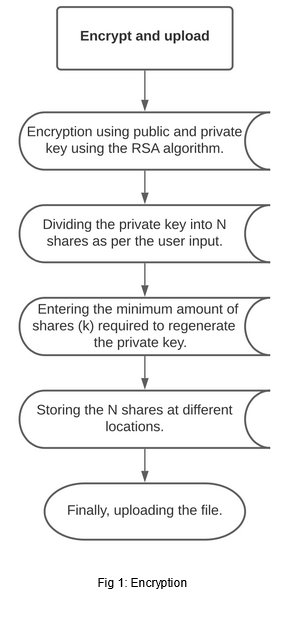 Encrypt and upload
Encryption using public and private
key using the RSA algorithm.
Dividing the private key into N
shares as per the user input.
Entering the minimum amount of
shares (k) required to regenerate
the private key.
Storing the N shares at different
locations.
Finally, uploading the file.
Fig 1: Encryption